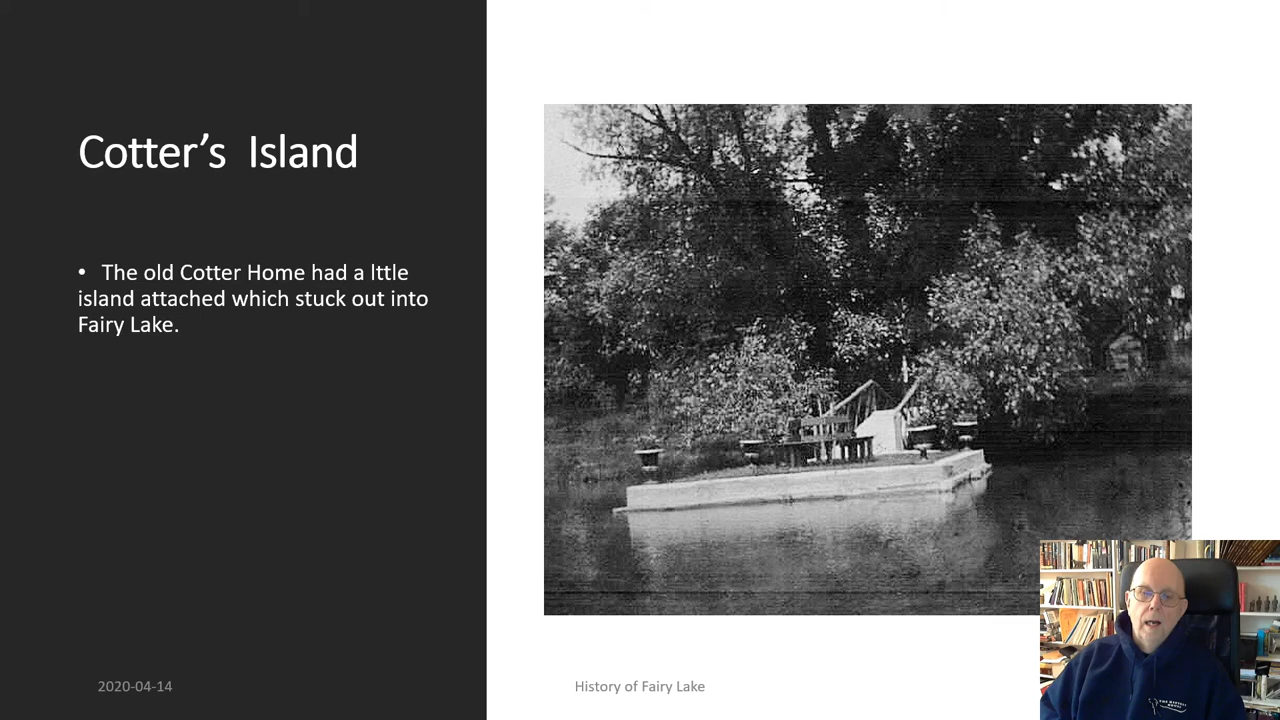 Cotter’s Island
• The old Cotter Home had a lttle
island attached which stuck out into
Fairy Lake.
2020-04-14
History of Fairy Lake